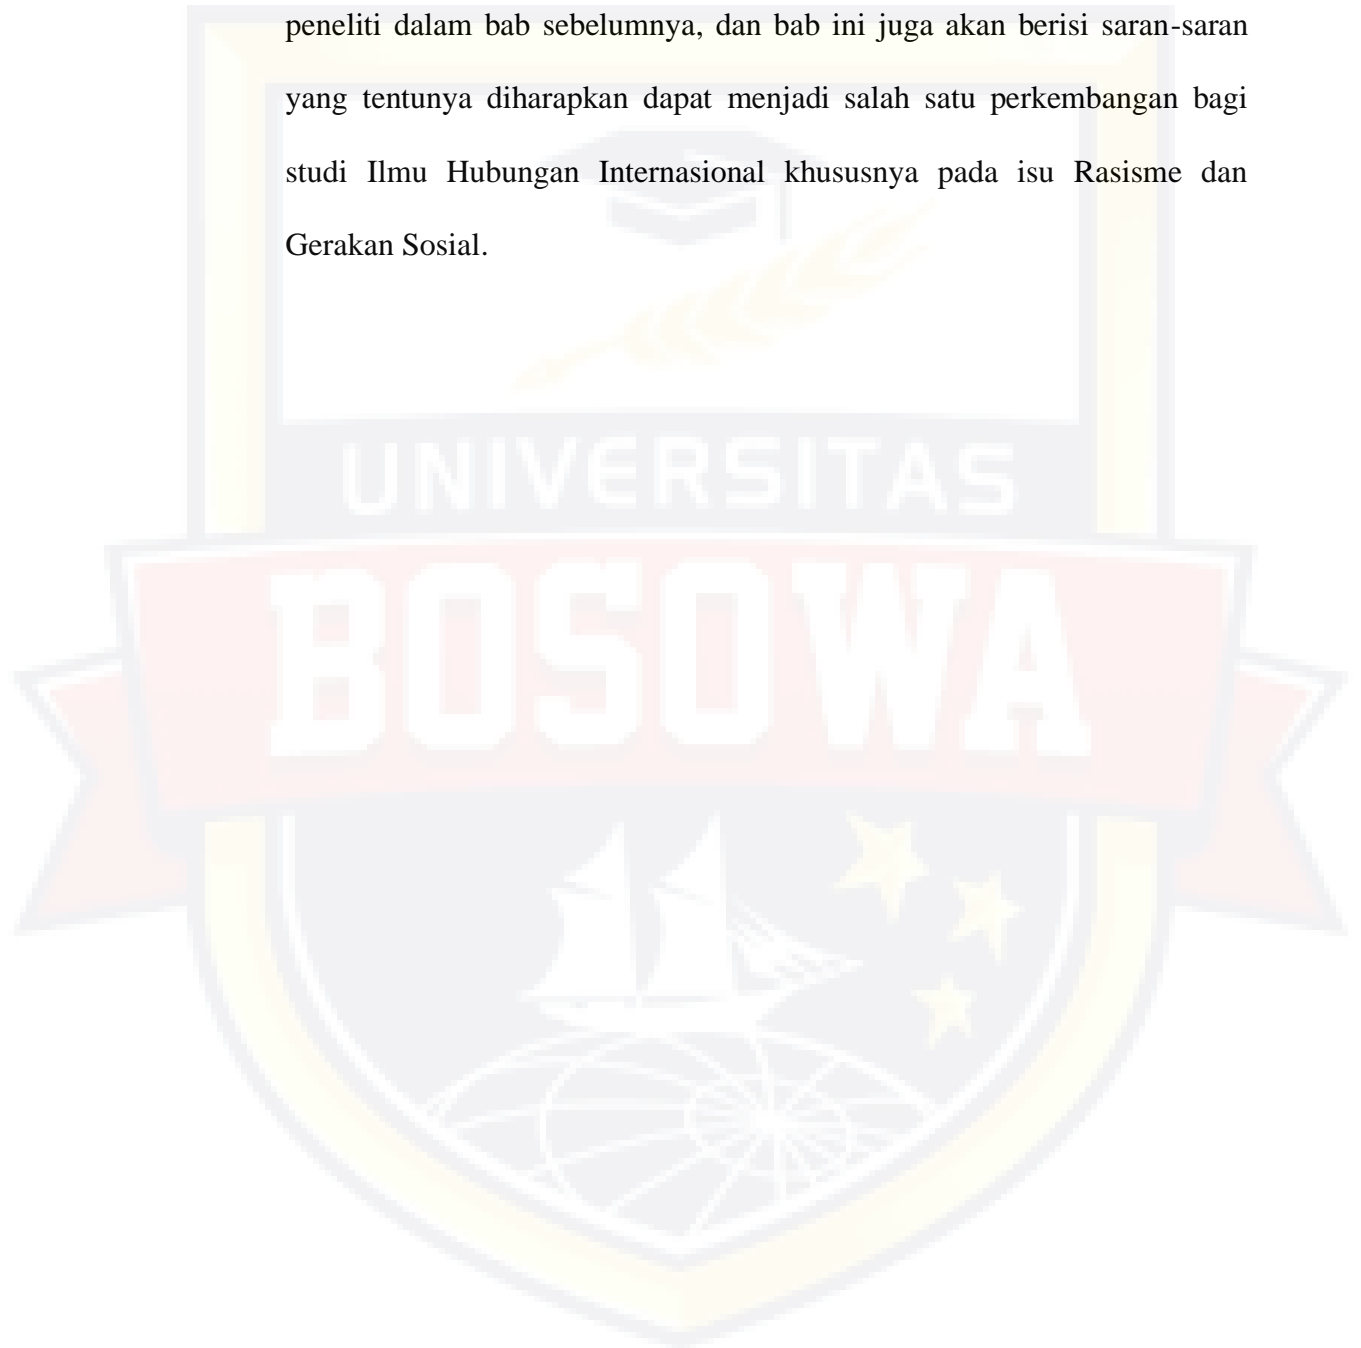 peneliti dalam bab sebelumnya, dan bab ini juga akan berisi saran-saran
yang tentunya diharapkan dapat menjadi salah satu perkembangan bagi
studi Ilmu Hubungan Internasional khususnya pada isu Rasisme dan
Gerakan Sosial.
UNIVERSITAS
BOSOWA